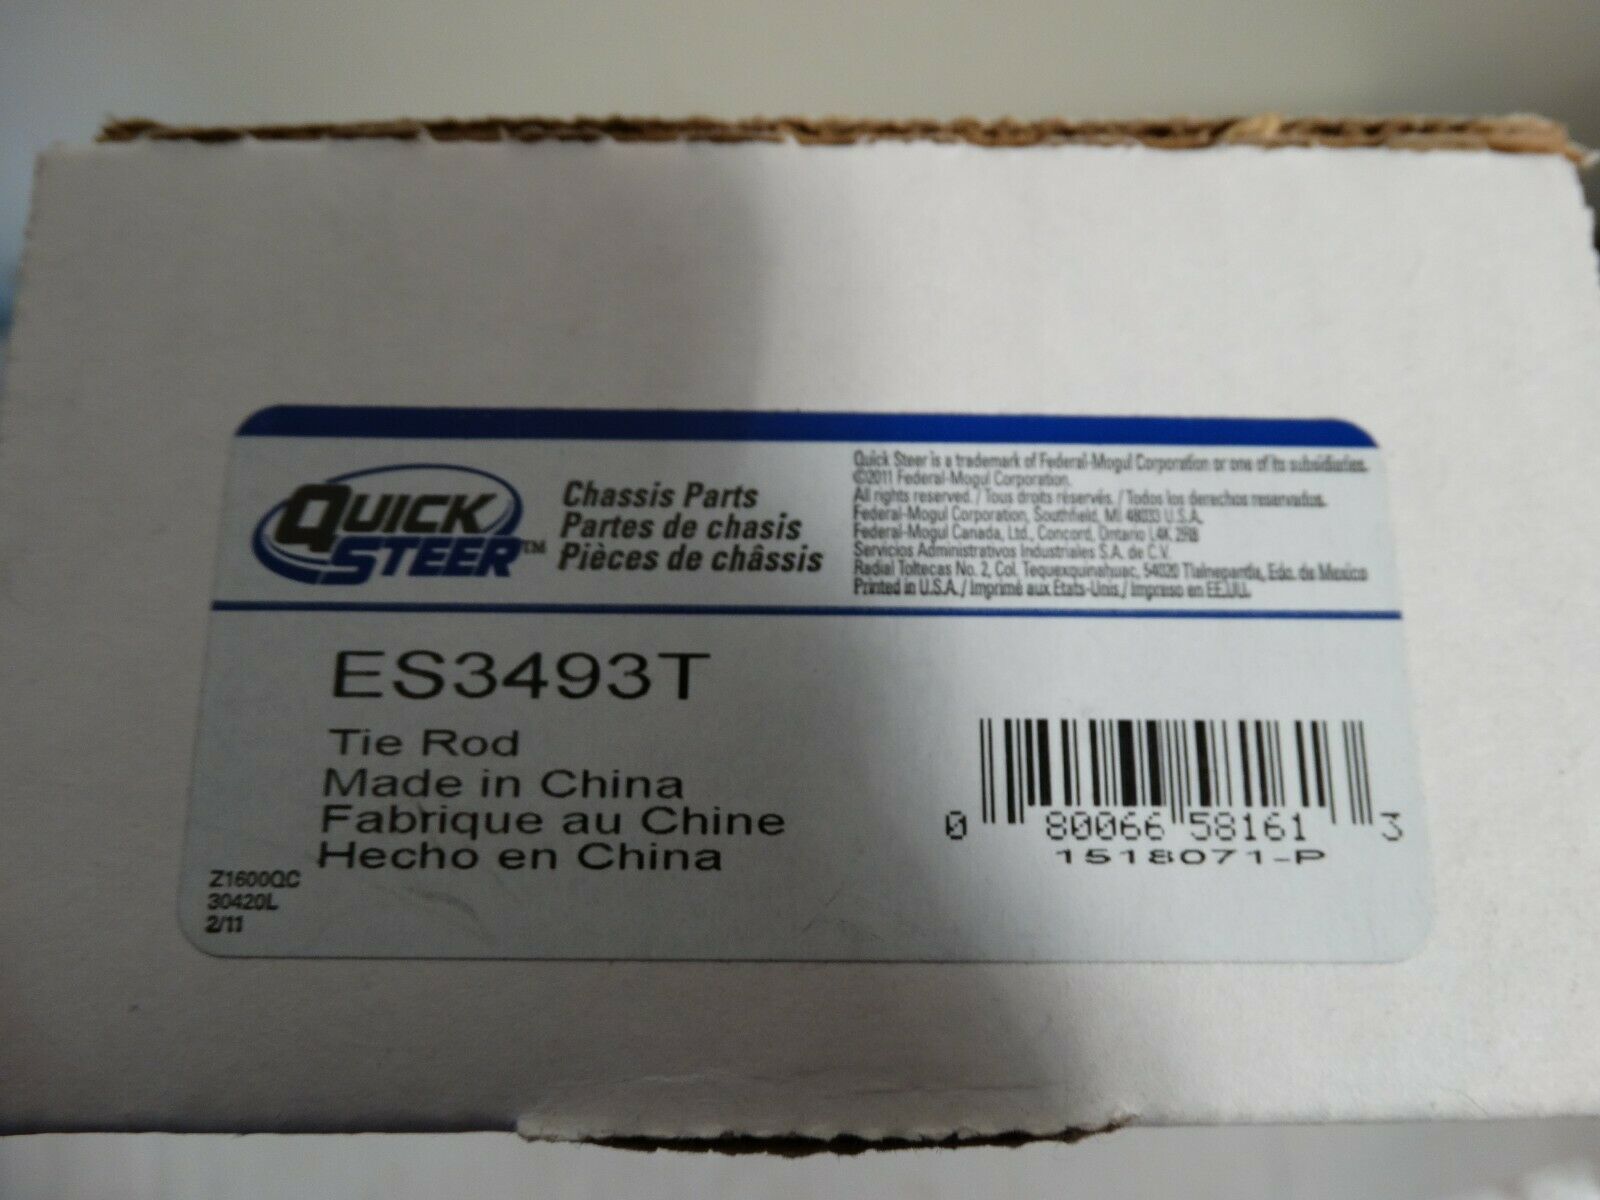 QUICK
STEER™
Chassis Parts
Partes de chasis
Pièces de châssis
Quick Steer is a trademark of Federal-Mogul Corporation or one of its subsidiaries.
©2011 Federal-Mogul Corporation.
All rights reserved. / Tous droits réservés. / Todos los derechos reservados.
Federal-Mogul Corporation, Southfield, MI 48033 U.S.A.
Federal-Mogul Canada, Ltd., Concord, Ontario L4K 2R8
Servicios Administrativos Industriales S.A. de C.V.
Radial Toltecas No. 2, Col. Tequexquinahuac, 54020 Tlalnepantla, Edo. de Mexico
Printed in U.S.A. / Imprimé aux États-Unis / Impreso en EE.UU.
ES3493T
Tie Rod
Made in China
Fabrique au Chine
Hecho en China
Z1600QC
30420L
2/11
0 80066 58161 3
1518071-P